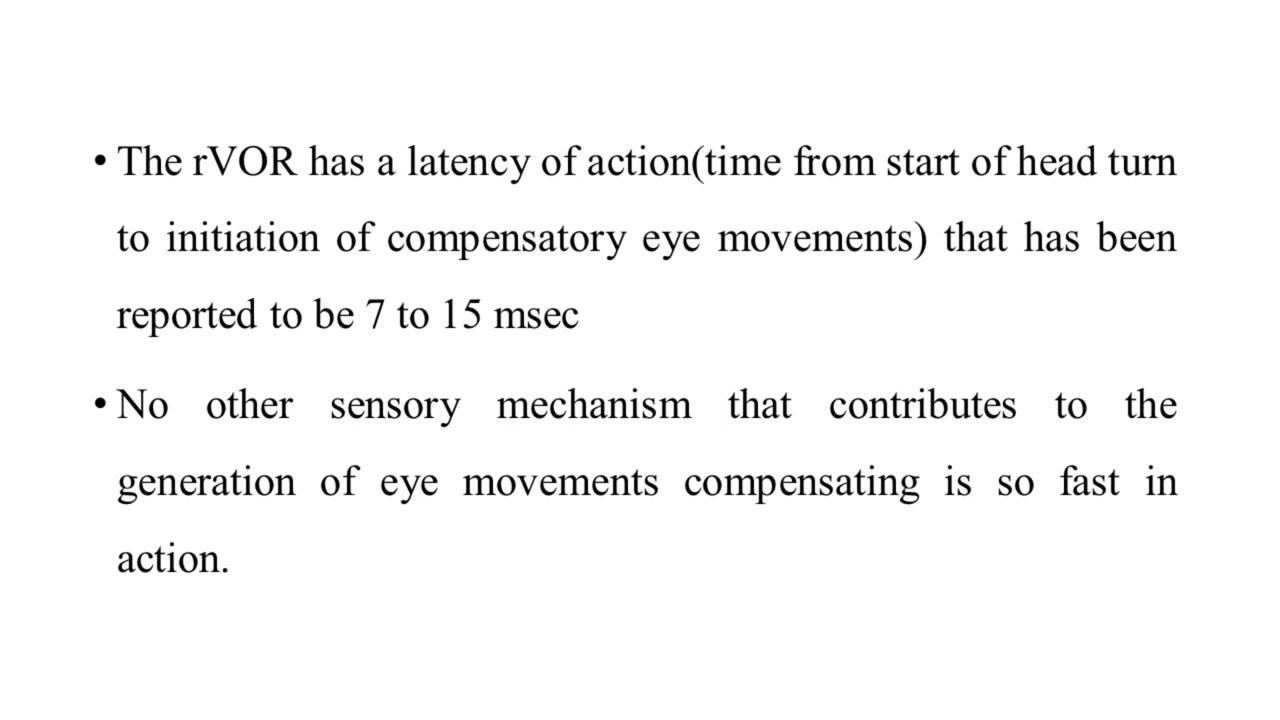 • The rVOR has a latency of action(time from start of head turn
to initiation of compensatory eye movements) that has been
reported to be 7 to 15 msec
• No other sensory mechanism that contributes to the
generation of eye movements compensating is so fast in
action.